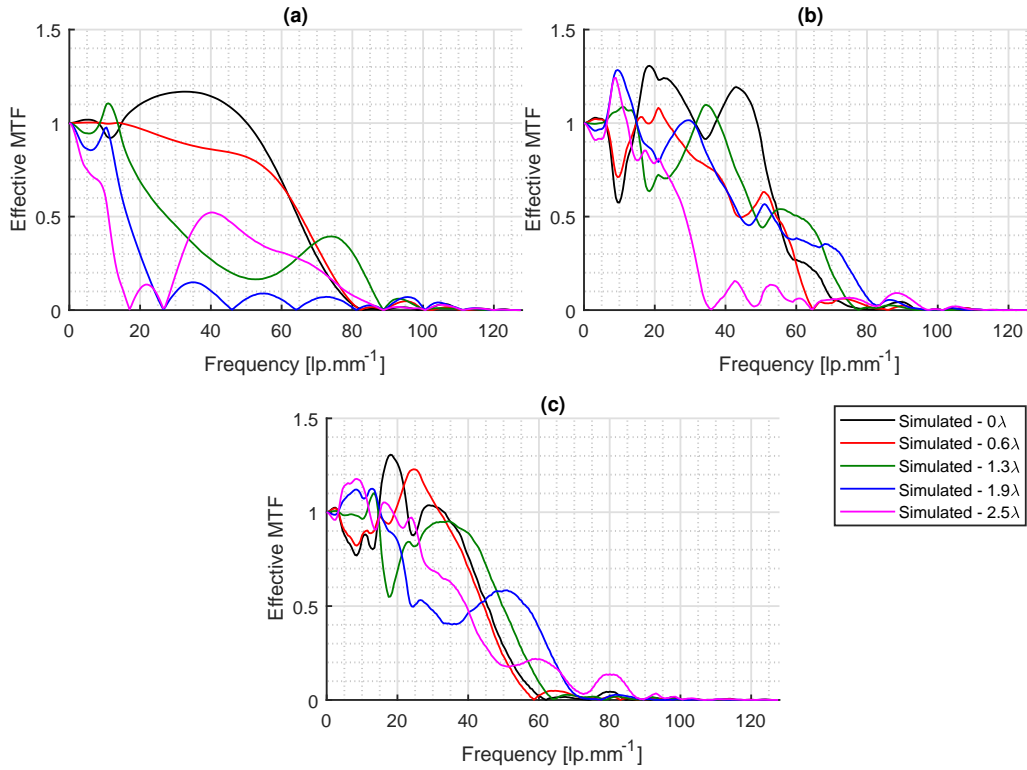 (a)
1.5
1
0.5
0
Effective MTF
0 20 40 60 80 100 120
Frequency [lp.mm-1]
(b)
1.5
1
0.5
0
Effective MTF
0 20 40 60 80 100 120
Frequency [lp.mm-1]
(c)
1.5
1
0.5
0
Effective MTF
0 20 40 60 80 100 120
Frequency [lp.mm-1]
Simulated - 0λ
Simulated - 0.6λ
Simulated - 1.3λ
Simulated - 1.9λ
Simulated - 2.5λ